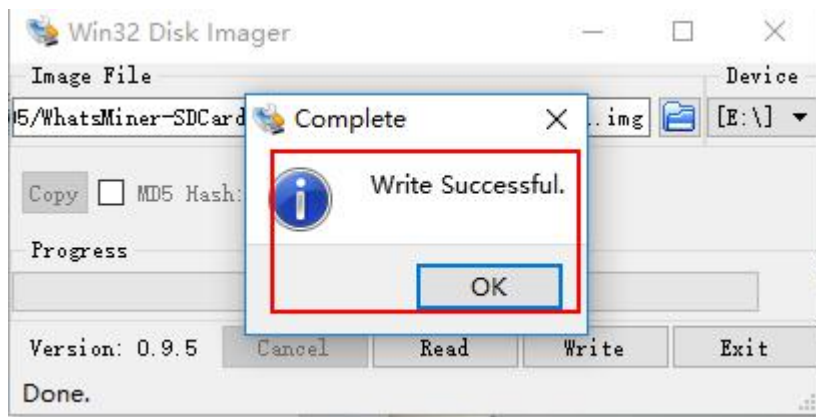 Win32 Disk Imager
Image File
Device
5/WhatsMiner-SDCard
.img
[E:\]
Complete
Write Successful.
OK
Copy
MD5 Hash:
Progress
Version: 0.9.5
Cancel
Read
Write
Exit
Done.